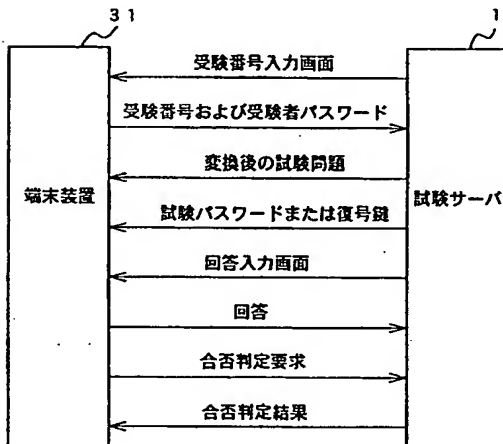 31
1
受験番号入力画面
受験番号および受験者パスワード
変換後の試験問題
端末装置
試験サーバ
試験パスワードまたは復号鍵
回答入力画面
回答
合否判定要求
合否判定結果